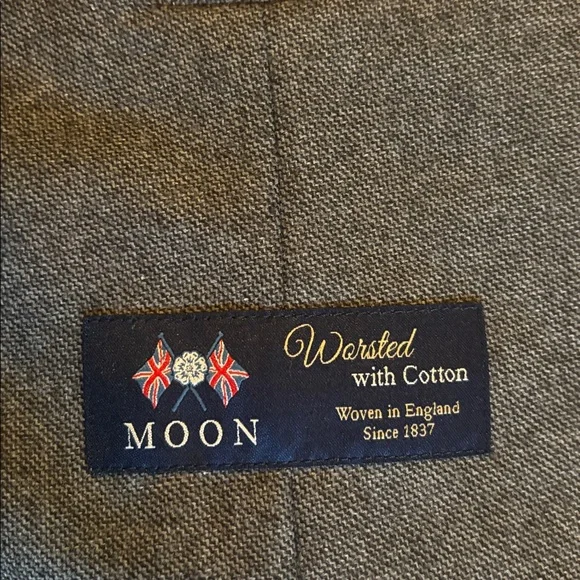 MOON
Worsted
with Cotton
Woven in England
Since 1837